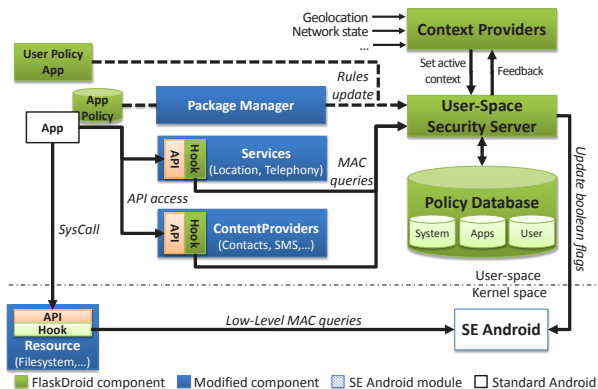 Geolocation
Network state
...
Context Providers
User Policy
App
Set active
context
Feedback
Rules
update
App
Policy
Package Manager
User-Space
Security Server
App
API
Hook
Services
(Location, Telephony)
MAC
queries
API access
SysCall
API
Hook
ContentProviders
(Contacts, SMS,...)
Policy Database
System
Apps
User
Update boolean flags
User-space
Kernel space
API
Hook
Resource
(Filesystem,...)
Low-Level MAC queries
SE Android
FlaskDroid component
Modified component
SE Android module
Standard Android